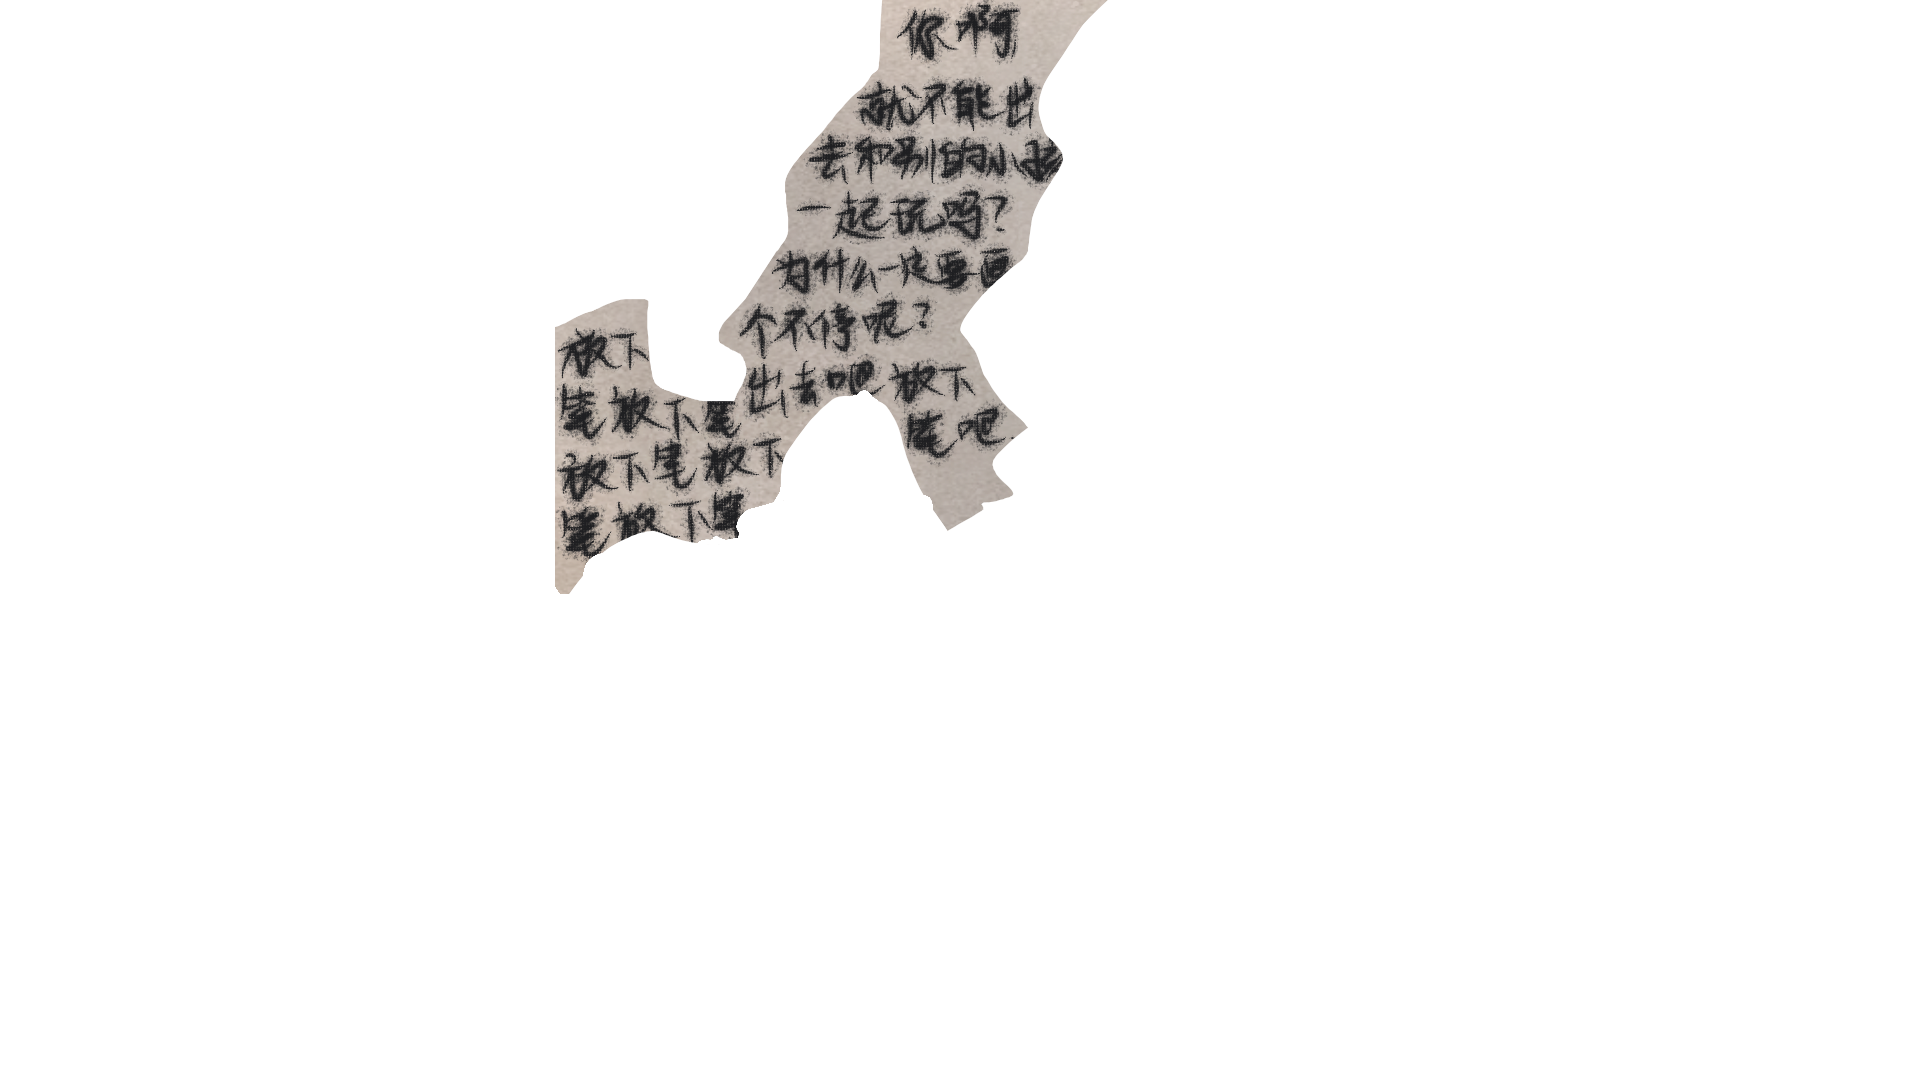 你啊
就不能出
去和别的小孩
一起玩吗?
为什么一定要画
个不停呢?
出去吧 放下
笔吧.
放下
笔放下笔
放下笔放下
笔放下笔